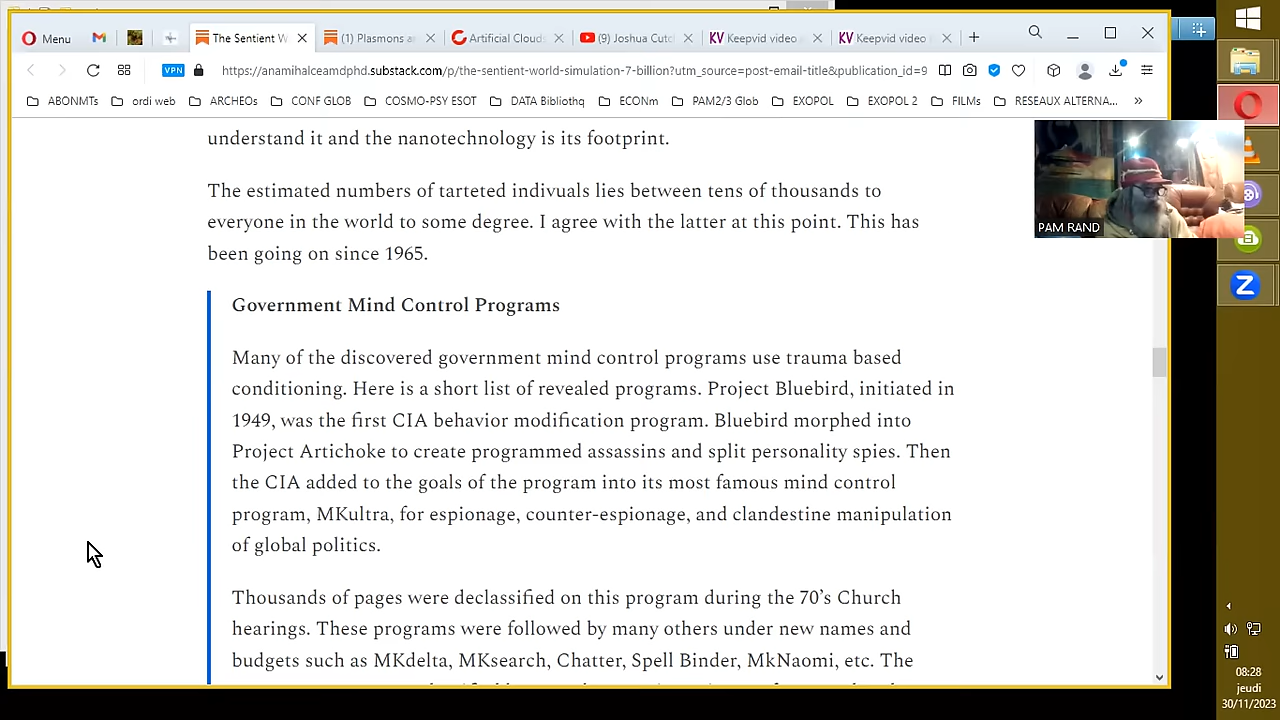 Menu
The Sentient W
(1) Plasmons a
Artificial Cloud
(9) Joshua Cutc
KV Keepvid video
KV Keepvid video
VPN
https://anamihalceamdphd.substack.com/p/the-sentient-world-simulation-7-billion?utm_source=post-email-title&publication_id=9
ABONMTs
ordi web
ARCHEOs
CONF GLOB
COSMO-PSY ESOT
DATA Bibliothq
ECONm
PAM2/3 Glob
EXOPOL
EXOPOL 2
FILMs
RESEAUX ALTERNA...
understand it and the nanotechnology is its footprint.
The estimated numbers of tarteted indivuals lies between tens of thousands to
everyone in the world to some degree. I agree with the latter at this point. This has
been going on since 1965.
PAM RAND
Government Mind Control Programs
Many of the discovered government mind control programs use trauma based
conditioning. Here is a short list of revealed programs. Project Bluebird, initiated in
1949, was the first CIA behavior modification program. Bluebird morphed into
Project Artichoke to create programmed assassins and split personality spies. Then
the CIA added to the goals of the program into its most famous mind control
program, MKultra, for espionage, counter-espionage, and clandestine manipulation
of global politics.
Thousands of pages were declassified on this program during the 70's Church
hearings. These programs were followed by many others under new names and
budgets such as MKdelta, MKsearch, Chatter, Spell Binder, MkNaomi, etc. The
08:28
jeudi
30/11/2023